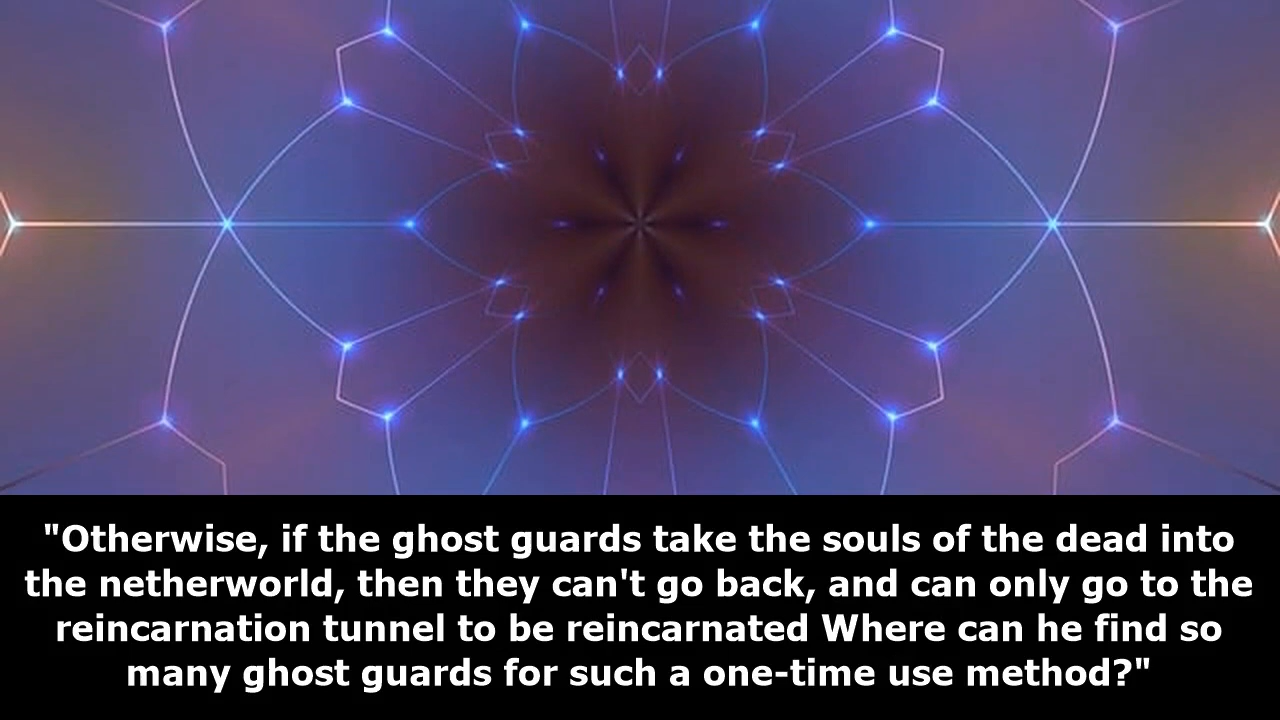 "Otherwise, if the ghost guards take the souls of the dead into
the netherworld, then they can't go back, and can only go to the
reincarnation tunnel to be reincarnated Where can he find so
many ghost guards for such a one-time use method?"